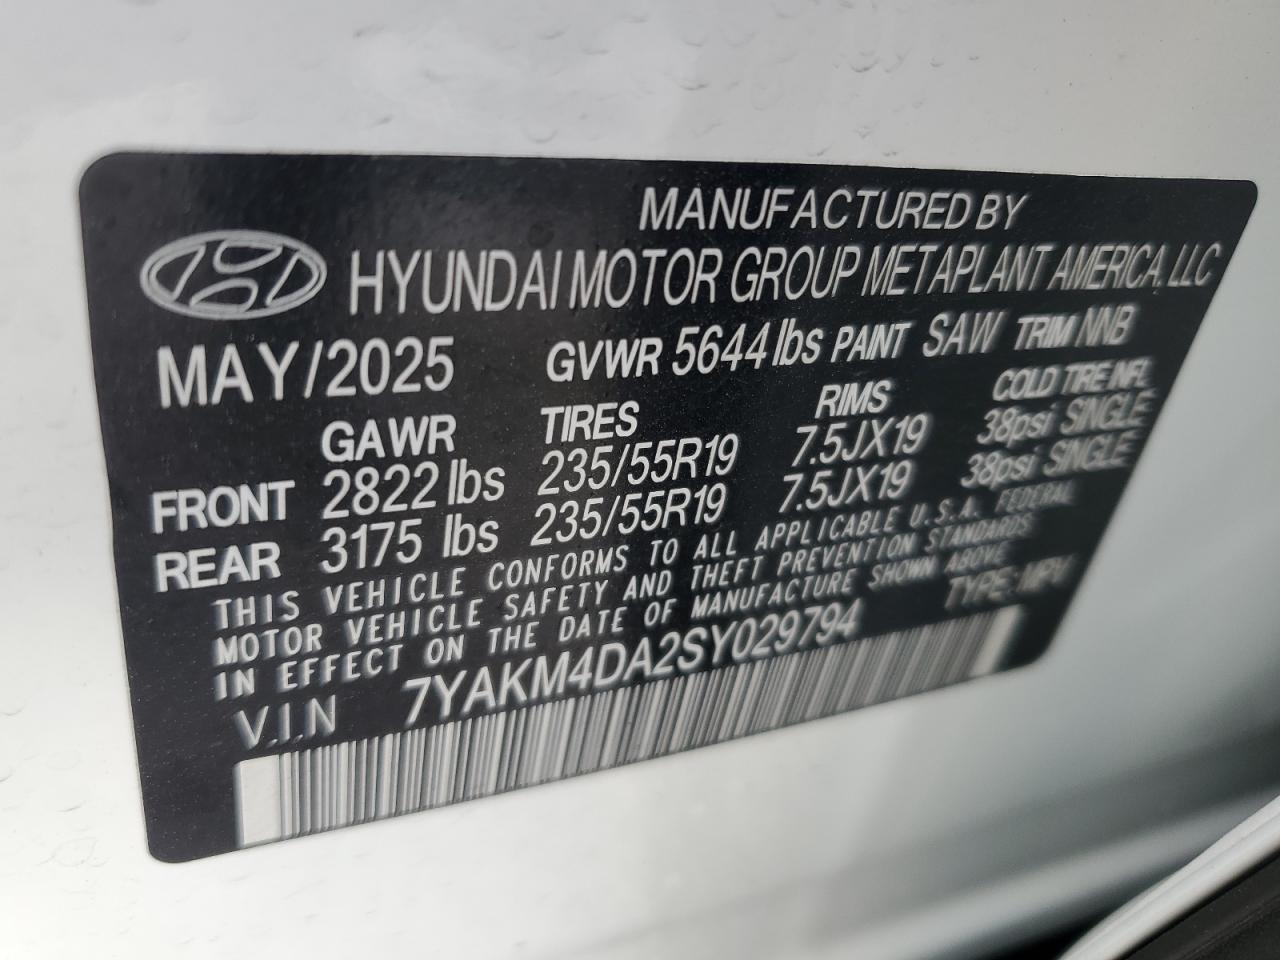 MANUFACTURED BY
HYUNDAI MOTOR GROUP METAPLANT AMERICA, LLC
MAY/2025 GVWR 5644 lbs PAINT SAW TRIM NNB
GAWR TIRES RIMS COLD TIRE INFL
FRONT 2822 lbs 235/55R19 7.5JX19 38psi SINGLE
REAR 3175 lbs 235/55R19 7.5JX19 38psi SINGLE
THIS VEHICLE CONFORMS TO ALL APPLICABLE U.S.A. FEDERAL
MOTOR VEHICLE SAFETY AND THEFT PREVENTION STANDARDS
IN EFFECT ON THE DATE OF MANUFACTURE SHOWN ABOVE
V.I.N 7YAKM4DA2SY029794 TYPE: MPV